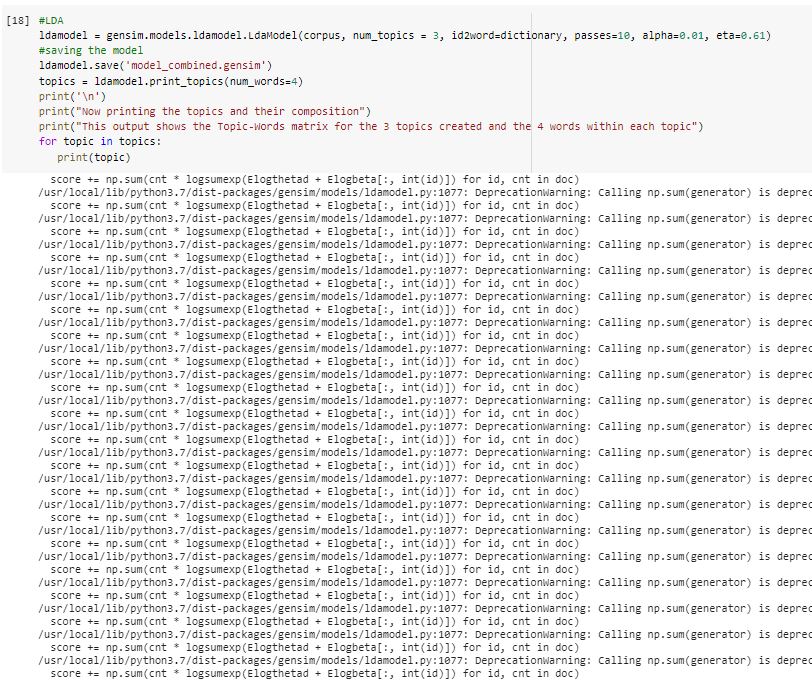 [18] #LDA
ldamodel = gensim.models.ldamodel.LdaModel(corpus, num_topics = 3, id2word=dictionary, passes=10, alpha=0.01, eta=0.61)
#saving the model
ldamodel.save('model_combined.gensim')
topics = ldamodel.print_topics(num_words=4)
print('\n')
print("Now printing the topics and their composition")
print("This output shows the Topic-Words matrix for the 3 topics created and the 4 words within each topic")
for topic in topics:
print(topic)
score += np.sum(cnt * logsumexp(Elogthetad + Elogbeta[:, int(id)]) for id, cnt in doc)
/usr/local/lib/python3.7/dist-packages/gensim/models/ldamodel.py:1077: DeprecationWarning: Calling np.sum(generator) is deprec
score += np.sum(cnt * logsumexp(Elogthetad + Elogbeta[:, int(id)]) for id, cnt in doc)
/usr/local/lib/python3.7/dist-packages/gensim/models/ldamodel.py:1077: DeprecationWarning: Calling np.sum(generator) is deprec
score += np.sum(cnt * logsumexp(Elogthetad + Elogbeta[:, int(id)]) for id, cnt in doc)
/usr/local/lib/python3.7/dist-packages/gensim/models/ldamodel.py:1077: DeprecationWarning: Calling np.sum(generator) is deprec
score += np.sum(cnt * logsumexp(Elogthetad + Elogbeta[:, int(id)]) for id, cnt in doc)
/usr/local/lib/python3.7/dist-packages/gensim/models/ldamodel.py:1077: DeprecationWarning: Calling np.sum(generator) is deprec
score += np.sum(cnt * logsumexp(Elogthetad + Elogbeta[:, int(id)]) for id, cnt in doc)
/usr/local/lib/python3.7/dist-packages/gensim/models/ldamodel.py:1077: DeprecationWarning: Calling np.sum(generator) is deprec
score += np.sum(cnt * logsumexp(Elogthetad + Elogbeta[:, int(id)]) for id, cnt in doc)
/usr/local/lib/python3.7/dist-packages/gensim/models/ldamodel.py:1077: DeprecationWarning: Calling np.sum(generator) is deprec
score += np.sum(cnt * logsumexp(Elogthetad + Elogbeta[:, int(id)]) for id, cnt in doc)
/usr/local/lib/python3.7/dist-packages/gensim/models/ldamodel.py:1077: DeprecationWarning: Calling np.sum(generator) is deprec
score += np.sum(cnt * logsumexp(Elogthetad + Elogbeta[:, int(id)]) for id, cnt in doc)
/usr/local/lib/python3.7/dist-packages/gensim/models/ldamodel.py:1077: DeprecationWarning: Calling np.sum(generator) is deprec
score += np.sum(cnt * logsumexp(Elogthetad + Elogbeta[:, int(id)]) for id, cnt in doc)
/usr/local/lib/python3.7/dist-packages/gensim/models/ldamodel.py:1077: DeprecationWarning: Calling np.sum(generator) is deprec
score += np.sum(cnt * logsumexp(Elogthetad + Elogbeta[:, int(id)]) for id, cnt in doc)
/usr/local/lib/python3.7/dist-packages/gensim/models/ldamodel.py:1077: DeprecationWarning: Calling np.sum(generator) is deprec
score += np.sum(cnt * logsumexp(Elogthetad + Elogbeta[:, int(id)]) for id, cnt in doc)
/usr/local/lib/python3.7/dist-packages/gensim/models/ldamodel.py:1077: DeprecationWarning: Calling np.sum(generator) is deprec
score += np.sum(cnt * logsumexp(Elogthetad + Elogbeta[:, int(id)]) for id, cnt in doc)
/usr/local/lib/python3.7/dist-packages/gensim/models/ldamodel.py:1077: DeprecationWarning: Calling np.sum(generator) is deprec
score += np.sum(cnt * logsumexp(Elogthetad + Elogbeta[:, int(id)]) for id, cnt in doc)
/usr/local/lib/python3.7/dist-packages/gensim/models/ldamodel.py:1077: DeprecationWarning: Calling np.sum(generator) is deprec
score += np.sum(cnt * logsumexp(Elogthetad + Elogbeta[:, int(id)]) for id, cnt in doc)
/usr/local/lib/python3.7/dist-packages/gensim/models/ldamodel.py:1077: DeprecationWarning: Calling np.sum(generator) is deprec
score += np.sum(cnt * logsumexp(Elogthetad + Elogbeta[:, int(id)]) for id, cnt in doc)
/usr/local/lib/python3.7/dist-packages/gensim/models/ldamodel.py:1077: DeprecationWarning: Calling np.sum(generator) is deprec
score += np.sum(cnt * logsumexp(Elogthetad + Elogbeta[:, int(id)]) for id, cnt in doc)
/usr/local/lib/python3.7/dist-packages/gensim/models/ldamodel.py:1077: DeprecationWarning: Calling np.sum(generator) is deprec
score += np.sum(cnt * logsumexp(Elogthetad + Elogbeta[:, int(id)]) for id, cnt in doc)
/usr/local/lib/python3.7/dist-packages/gensim/models/ldamodel.py:1077: DeprecationWarning: Calling np.sum(generator) is deprec
score += np.sum(cnt * logsumexp(Elogthetad + Elogbeta[:, int(id)]) for id, cnt in doc)
/usr/local/lib/python3.7/dist-packages/gensim/models/ldamodel.py:1077: DeprecationWarning: Calling np.sum(generator) is deprec
score += np.sum(cnt * logsumexp(Elogthetad + Elogbeta[:, int(id)]) for id, cnt in doc)
/usr/local/lib/python3.7/dist-packages/gensim/models/ldamodel.py:1077: DeprecationWarning: Calling np.sum(generator) is deprec
score += np.sum(cnt * logsumexp(Elogthetad + Elogbeta[:, int(id)]) for id, cnt in doc)